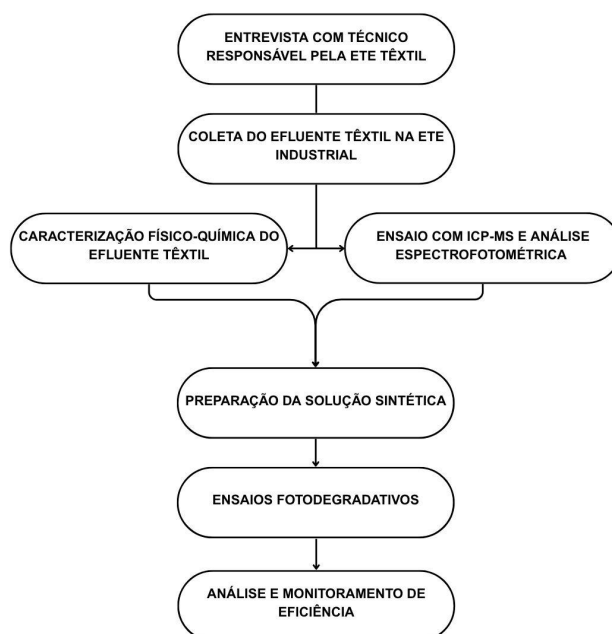 ENTREVISTA COM TÉCNICO
RESPONSÁVEL PELA ETE TÊXTIL
COLETA DO EFLUENTE TÊXTIL NA ETE
INDUSTRIAL
CARACTERIZAÇÃO FÍSICO-QUÍMICA DO
EFLUENTE TÊXTIL
ENSAIO COM ICP-MS E ANÁLISE
ESPECTROFOTOMÉTRICA
PREPARAÇÃO DA SOLUÇÃO SINTÉTICA
ENSAIOS FOTODEGRADATIVOS
ANÁLISE E MONITORAMENTO DE
EFICIÊNCIA